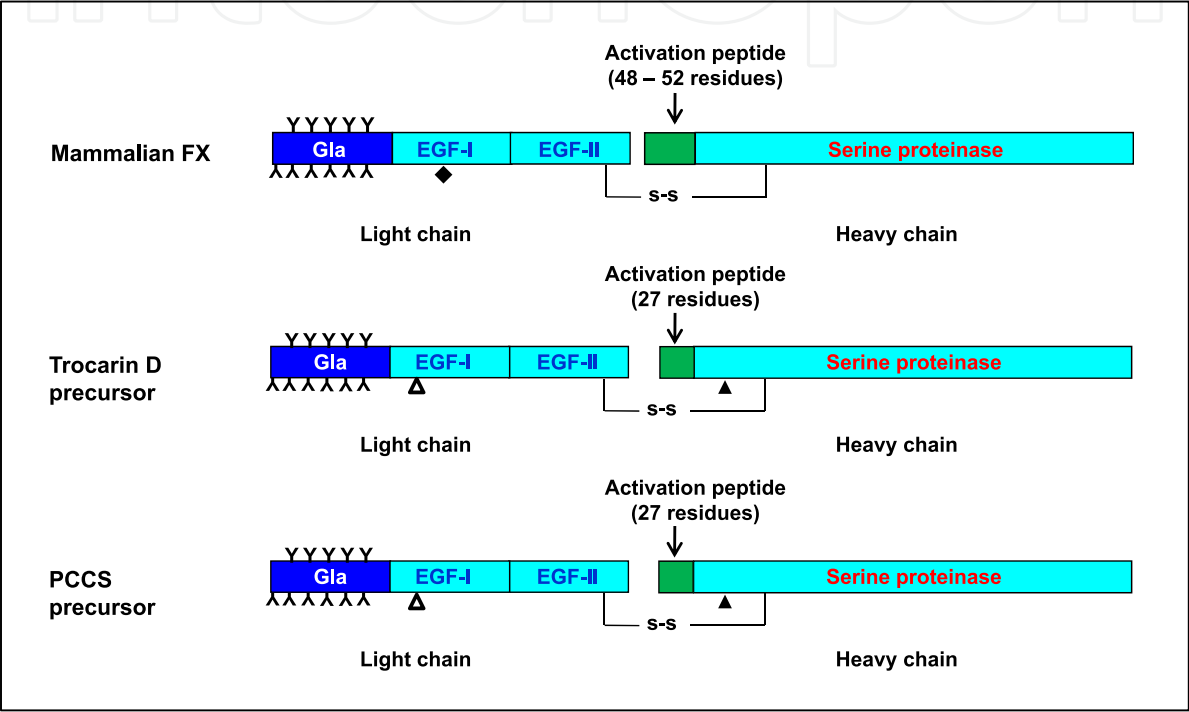 Activation peptide
(48 – 52 residues)
Mammalian FX
Gla
EGF-I
EGF-II
Serine proteinase
s-s
Light chain
Heavy chain
Activation peptide
(27 residues)
Trocarin D
precursor
Gla
EGF-I
EGF-II
Serine proteinase
s-s
Light chain
Heavy chain
Activation peptide
(27 residues)
PCCS
precursor
Gla
EGF-I
EGF-II
Serine proteinase
s-s
Light chain
Heavy chain